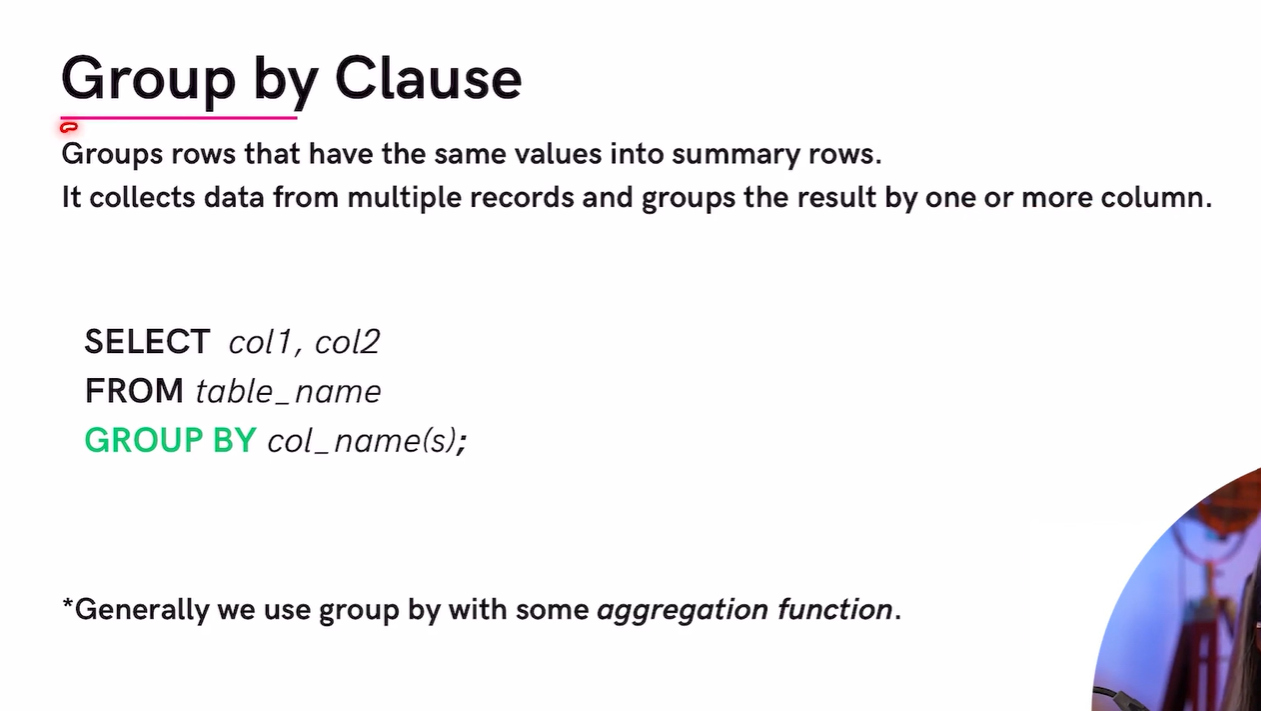 Group by Clause
Groups rows that have the same values into summary rows.
It collects data from multiple records and groups the result by one or more column.
SELECT col1, col2
FROM table_name
GROUP BY col_name(s);
*Generally we use group by with some aggregation function.